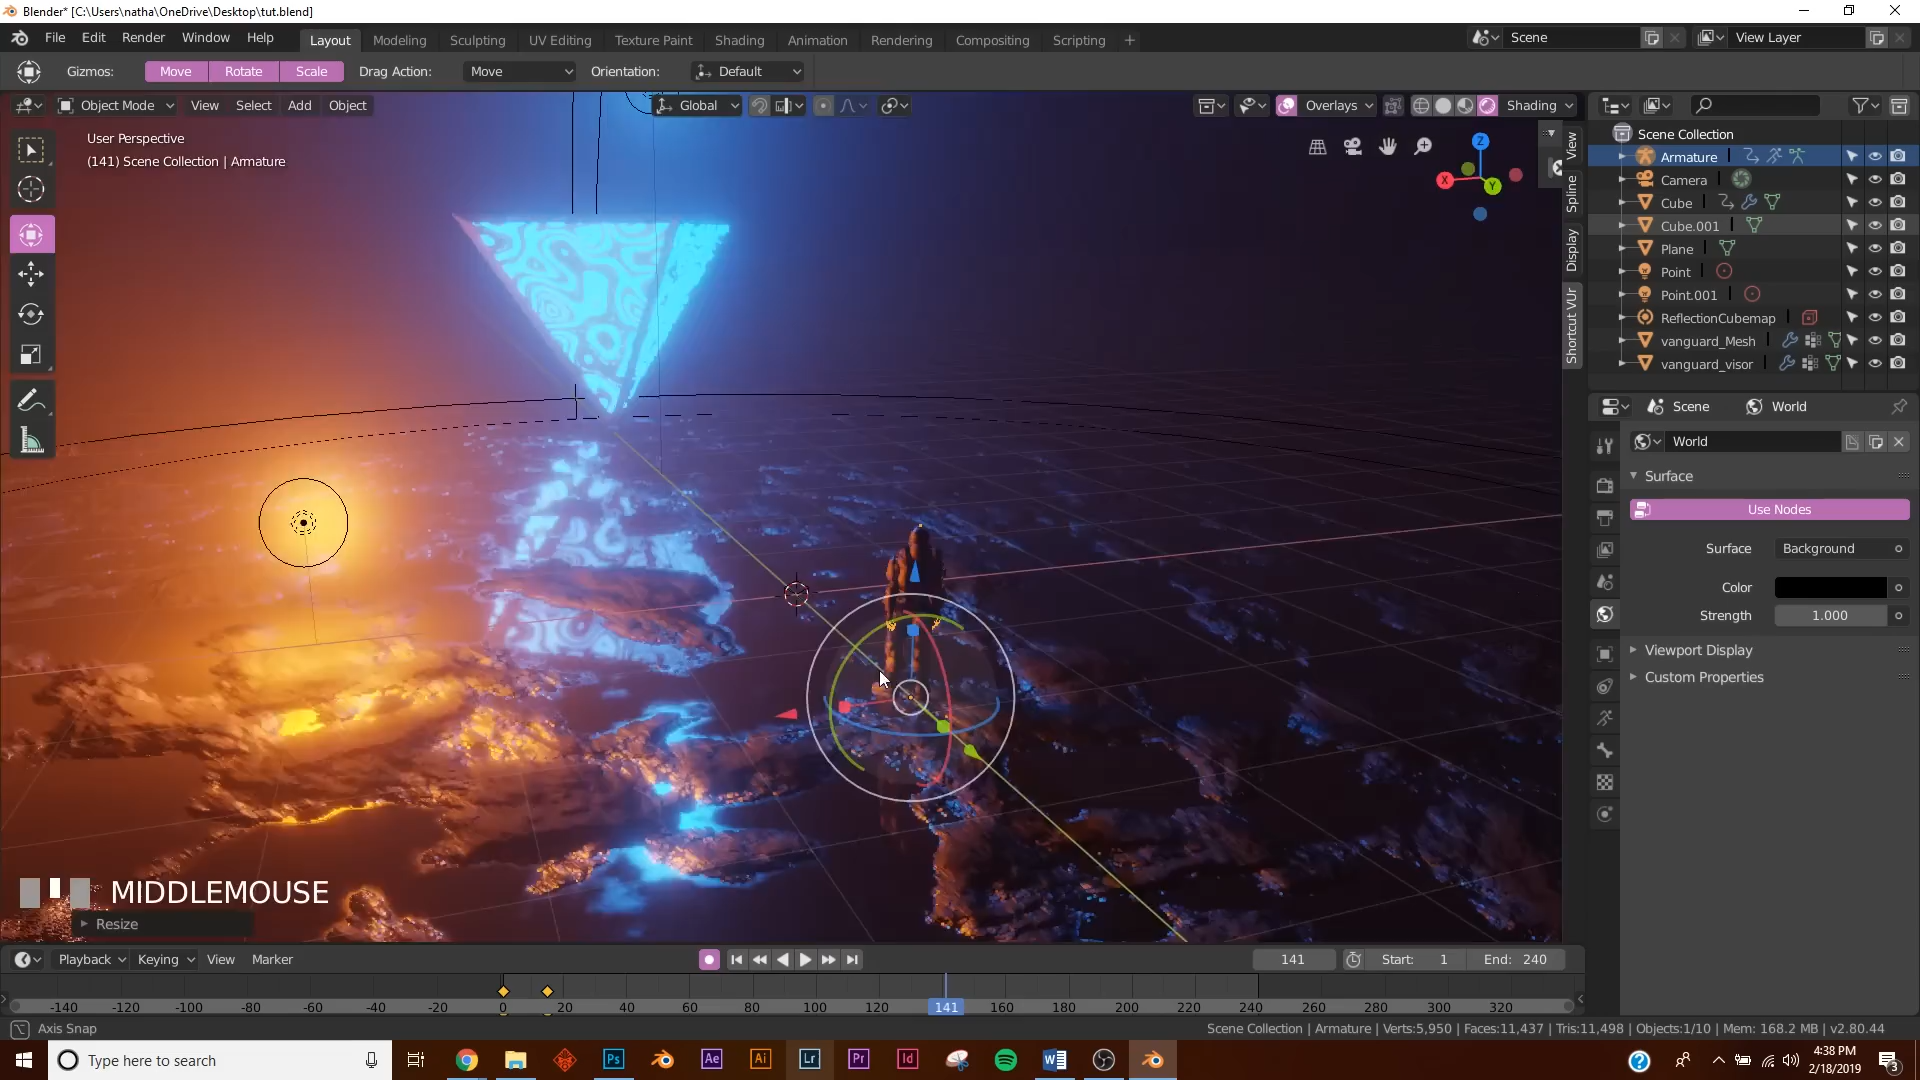 Blender* [C:\Users\natha\OneDrive\Desktop\tut.blend]
File Edit Render Window Help Layout Modeling Sculpting UV Editing Texture Paint Shading Animation Rendering Compositing Scripting + Scene View Layer
Gizmos: Move Rotate Scale Drag Action: Move Orientation: Default
Object Mode View Select Add Object Global Overlays Shading
User Perspective
(141) Scene Collection | Armature
Z
X
Y
View
Spline
Display
Shortcut VUr
Scene Collection
Armature
Camera
Cube
Cube.001
Plane
Point
Point.001
ReflectionCubemap
vanguard_Mesh
vanguard_visor
Scene World
World
Surface
Use Nodes
Surface Background
Color
Strength 1.000
Viewport Display
Custom Properties
MIDDLEMOUSE
Resize
Playback Keying View Marker 141 Start: 1 End: 240
-140 -120 -100 -80 -60 -40 -20 0 20 40 60 80 100 120 141 160 180 200 220 240 260 280 300 320
Axis Snap
Scene Collection | Armature | Verts:5,950 | Faces:11,437 | Tris:11,498 | Objects:1/10 | Mem: 168.2 MB | v2.80.44
Type here to search
Ps Ae Ai Lr Pr Id
4:38 PM
2/18/2019
3